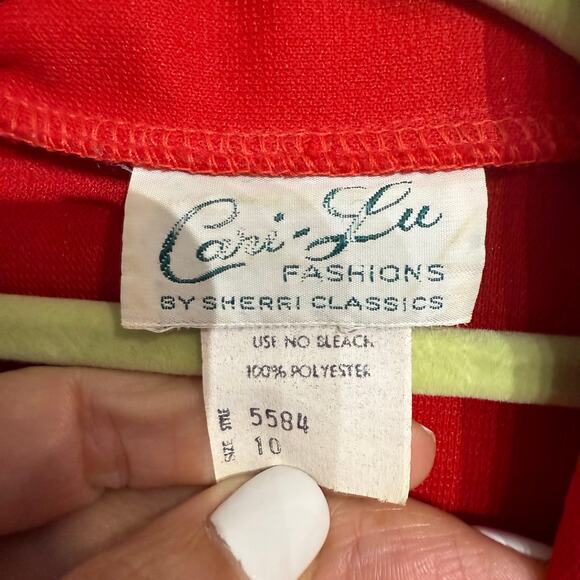 Cari-Lu
FASHIONS
BY SHERRI CLASSICS
USE NO BLEACH
100% POLYESTER
STYLE 5584
SIZE 10